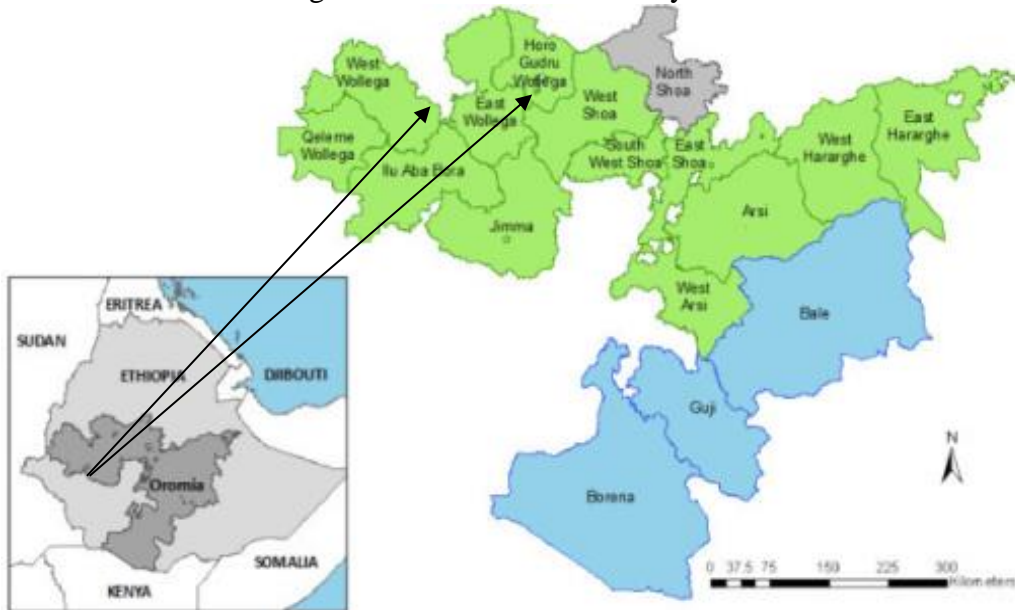 Horo
Gudru
Wollega
North
Shoa
West
Wollega
East
Wollega
West
Shoa
East
Hararghe
West
Hararghe
Qeleme
Wollega
South
West Shoa
East
Shoa
Ilu Aba Bora
Arsi
Jimma
West
Arsi
Bale
Guji
Borena
N
0 37.5 75 150 225 300
Kilometers
ERITREA
SUDAN
ETHIOPIA
DJIBOUTI
Oromia
SOMALIA
KENYA